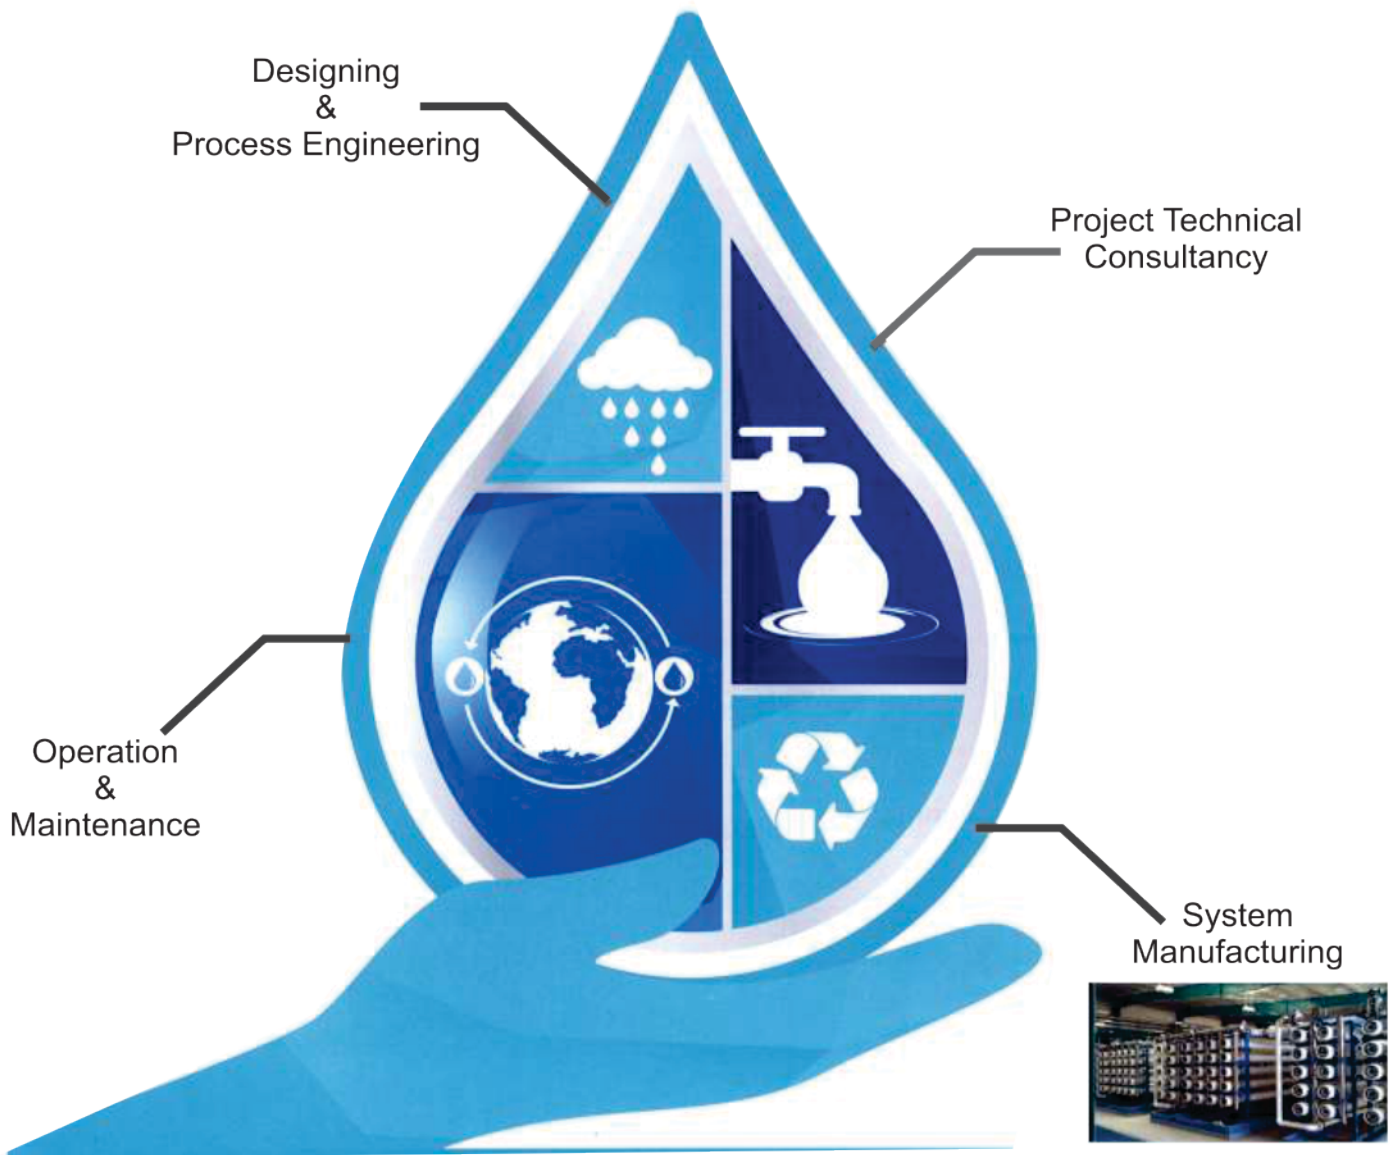 Designing
&
Process Engineering
Project Technical
Consultancy
Operation
&
Maintenance
System
Manufacturing